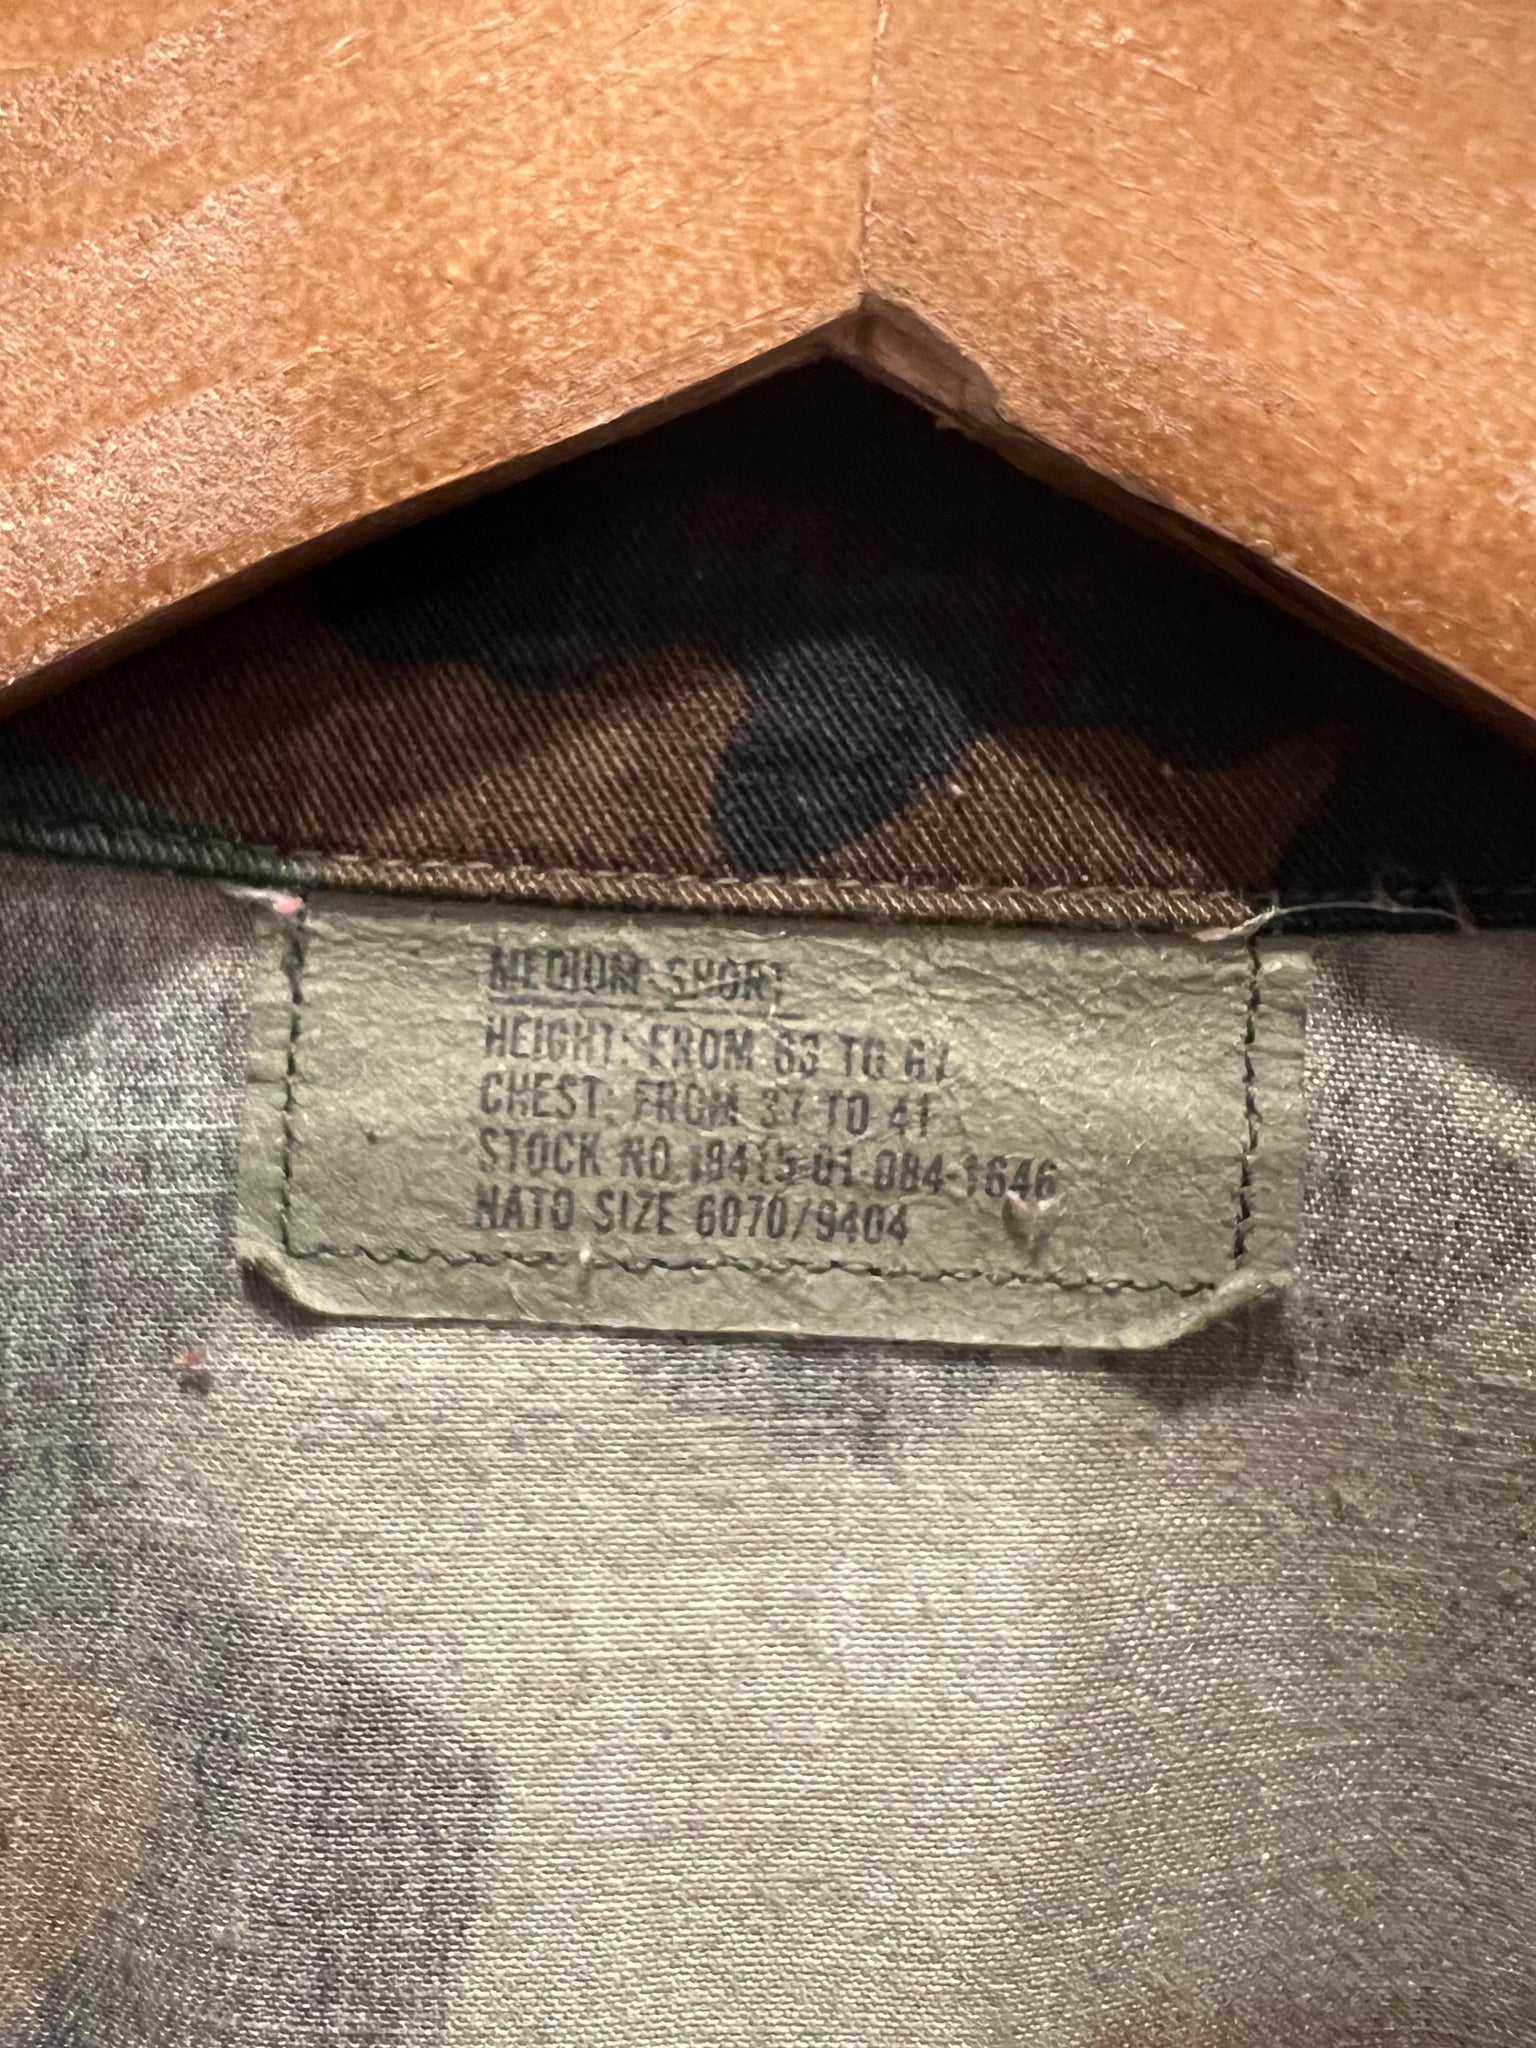 MEDIUM-SHORT
HEIGHT: FROM 63 TO 67
CHEST: FROM 37 TO 41
STOCK NO. 8415-01-084-1646
NATO SIZE 6070/9404